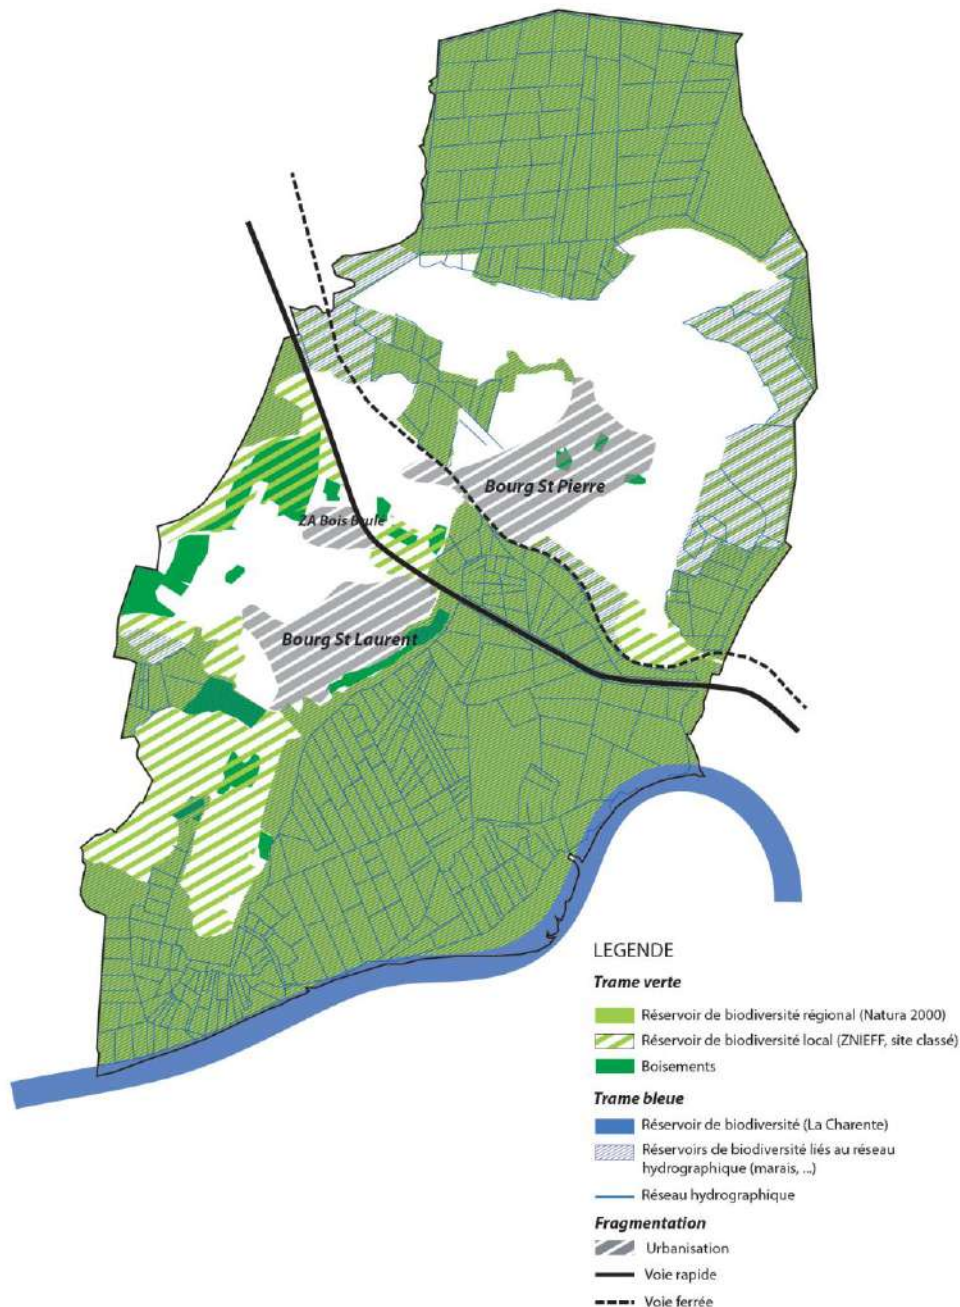 Bourg St Pierre
ZA Bois Brule
Bourg St Laurent
LEGENDE
Trame verte
Réservoir de biodiversité régional (Natura 2000)
Réservoir de biodiversité local (ZNIEFF, site classé)
Boisements
Trame bleue
Réservoir de biodiversité (La Charente)
Réservoirs de biodiversité liés au réseau
hydrographique (marais, ...)
Réseau hydrographique
Fragmentation
Urbanisation
Voie rapide
Voie ferrée